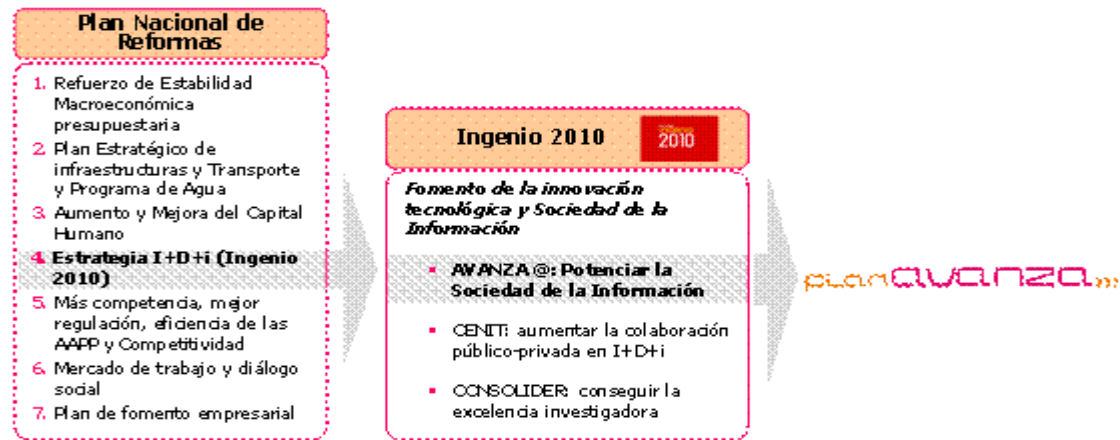 Plan Nacional de
Reformas
1. Refuerzo de Estabilidad
Macroeconómica
presupuestaria
2. Plan Estratégico de
infraestructuras y Transporte
y Programa de Agua
3. Aumento y Mejora del Capital
Humano
4. Estrategia I+D+i (Ingenio
2010)
5. Más competencia, mejor
regulación, eficiencia de las
AAPP y Competitividad
6. Mercado de trabajo y diálogo
social
7. Plan de fomento empresarial
Ingenio 2010
2010
Fomento de la innovación
tecnológica y Sociedad de la
Información
▪ AVANZA @: Potenciar la
Sociedad de la Información
▪ CENIT: aumentar la colaboración
público-privada en I+D+i
▪ CONSOLIDER: conseguir la
excelencia investigadora
plan avanza